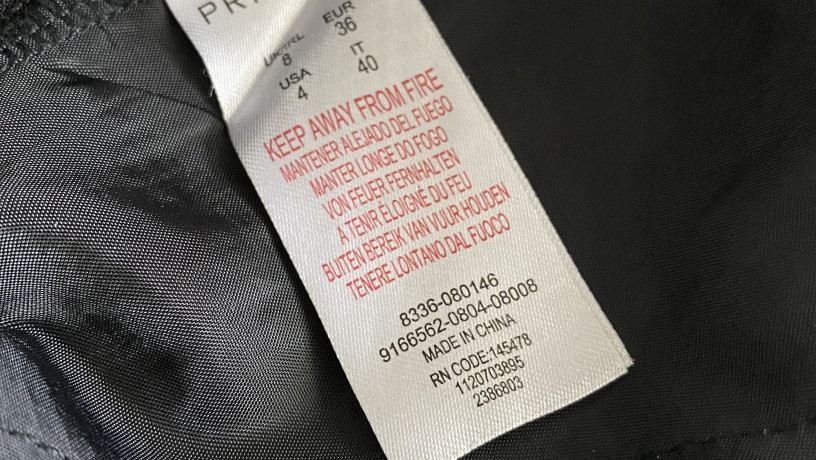 UK/IRL EUR
8 36
USA IT
4 40
KEEP AWAY FROM FIRE
MANTENER ALEJADO DEL FUEGO
MANTER LONGE DO FOGO
VON FEUER FERNHALTEN
A TENIR ÉLOIGNÉ DU FEU
BUITEN BEREIK VAN VUUR HOUDEN
TENERE LONTANO DAL FUOCO
8336-080146
9166562-0804-08008
MADE IN CHINA
RN CODE:145478
1120703895
2386803